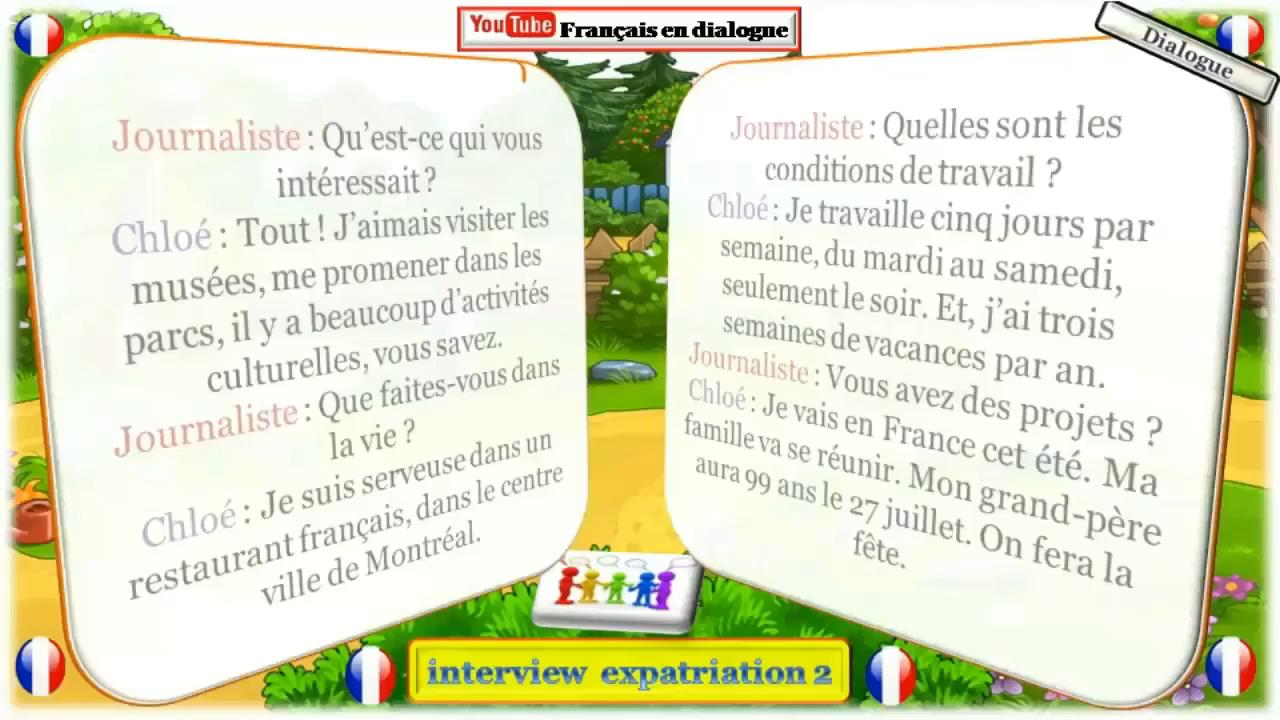 YouTube Français en dialogue
Dialogue
Journaliste : Qu'est-ce qui vous
intéressait ?
Chloé : Tout ! J'aimais visiter les
musées, me promener dans les
parcs, il y a beaucoup d'activités
culturelles, vous savez.
Journaliste : Que faites-vous dans
la vie ?
Chloé : Je suis serveuse dans un
restaurant français, dans le centre
ville de Montréal.
Journaliste : Quelles sont les
conditions de travail ?
Chloé : Je travaille cinq jours par
semaine, du mardi au samedi,
seulement le soir. Et, j'ai trois
semaines de vacances par an.
Journaliste : Vous avez des projets ?
Chloé : Je vais en France cet été. Ma
famille va se réunir. Mon grand-père
aura 99 ans le 27 juillet. On fera la
fête.
interview expatriation 2